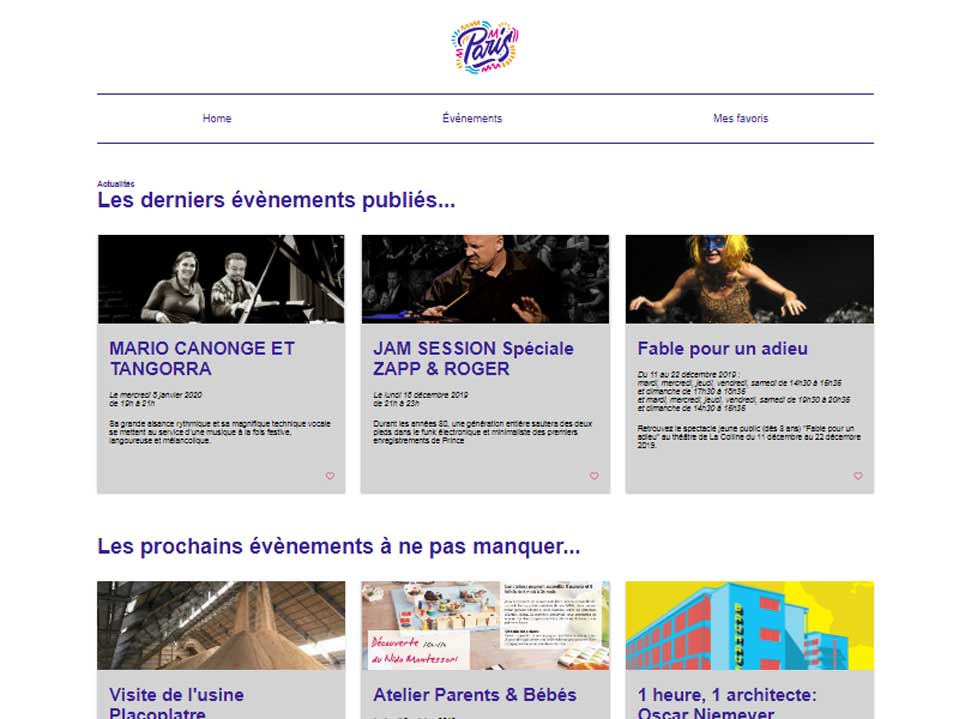 Paris
Home
Événements
Mes favoris
Actualités
Les derniers évènements publiés...
MARIO CANONGE ET
TANGORRA
Le mercredi 8 janvier 2020
de 19h à 21h
Sa grande aisance rythmique et sa magnifique technique vocale
se mettent au service d'une musique à la fois festive,
langoureuse et mélancolique.
JAM SESSION Spéciale
ZAPP & ROGER
Le lundi 16 décembre 2019
de 21h à 23h
Durant les années 80, une génération entière sautera des deux
pieds dans le funk électronique et minimaliste des premiers
enregistrements de Prince
Fable pour un adieu
Du 11 au 22 décembre 2019 :
mardi, mercredi, jeudi, vendredi, samedi de 14h30 à 15h35
et dimanche de 17h30 à 18h35
et mardi, mercredi, jeudi, vendredi, samedi de 19h30 à 20h35
et dimanche de 14h30 à 15h35
Retrouvez le spectacle jeune public (dès 8 ans) "Fable pour un
adieu" au théâtre de La Colline du 11 décembre au 22 décembre
2019.
Les prochains évènements à ne pas manquer...
Découverte 10h-11h
du Nido Montessori
BAUHAUS
Visite de l'usine
Placoplatre
Atelier Parents & Bébés
1 heure, 1 architecte:
Oscar Niemeyer